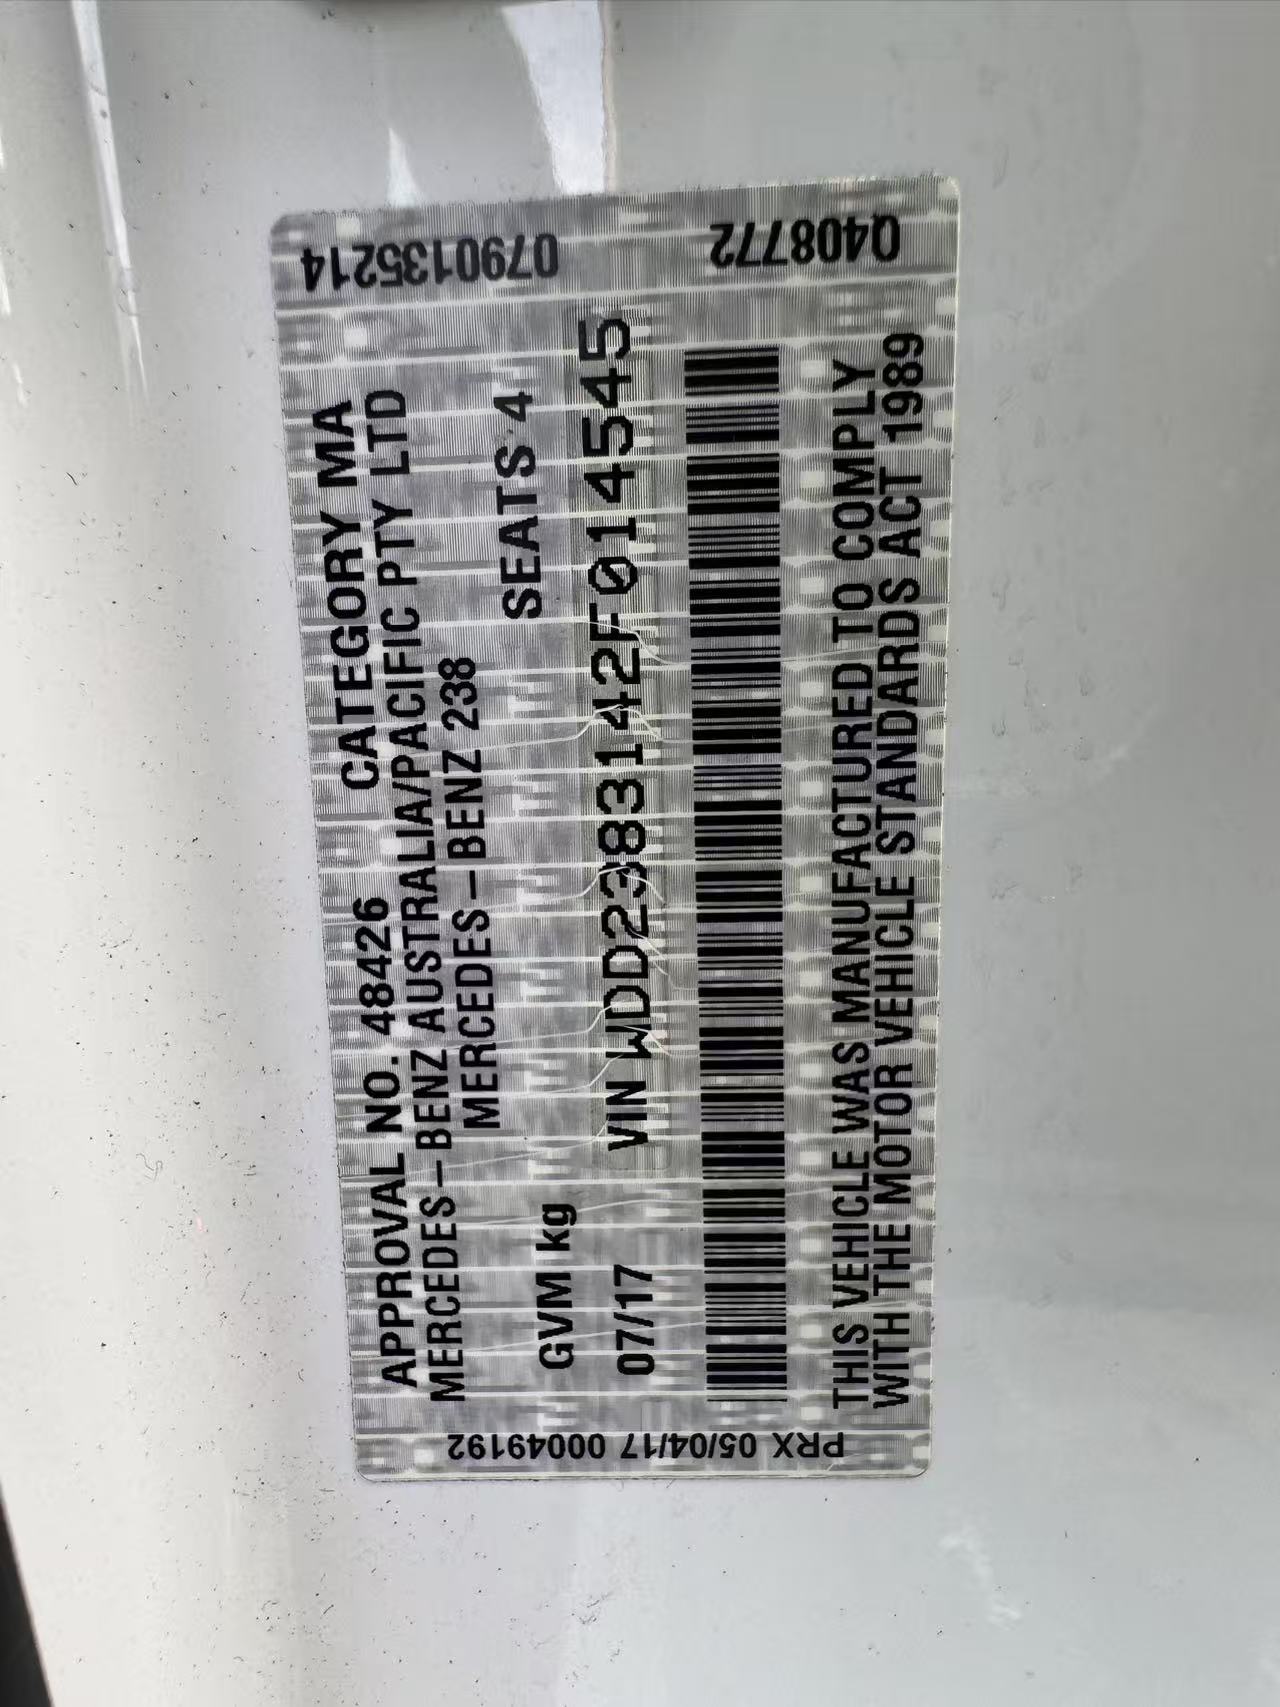 APPROVAL NO. 48426 CATEGORY MA
MERCEDES-BENZ AUSTRALIA/PACIFIC PTY LTD
MERCEDES-BENZ 238
SEATS 4
GVM kg
07/17 VIN WDD2383142F014545
THIS VEHICLE WAS MANUFACTURED TO COMPLY
WITH THE MOTOR VEHICLE STANDARDS ACT 1989
PRX 05/04/17 00049192
Q408772 0790135214